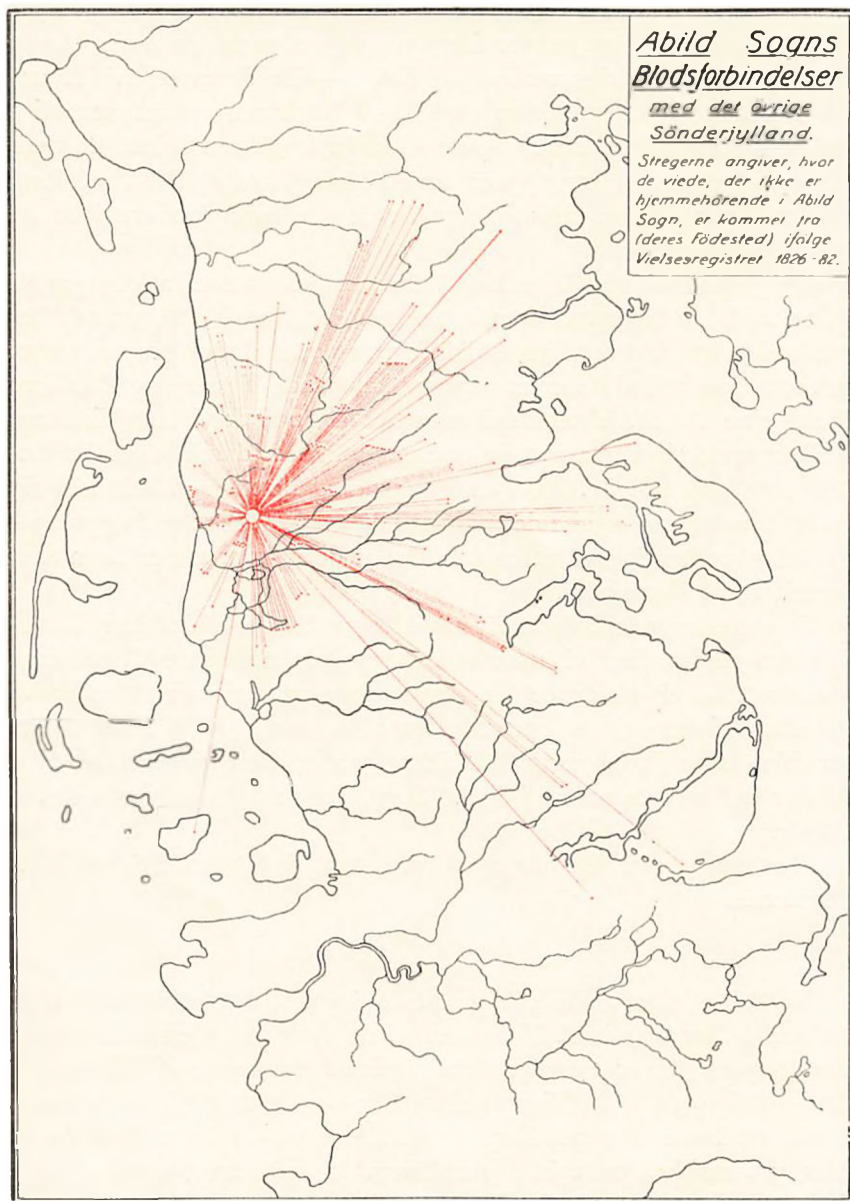 Abild Sogns
Blodsforbindelser
med det övrige
Sönderjylland.
Stregerne angiver, hvor
de viede, der ikke er
hjemmehörende i Abild
Sogn, er kommet fra
(deres Födested) ifölge
Vielsesregistret 1826-82.